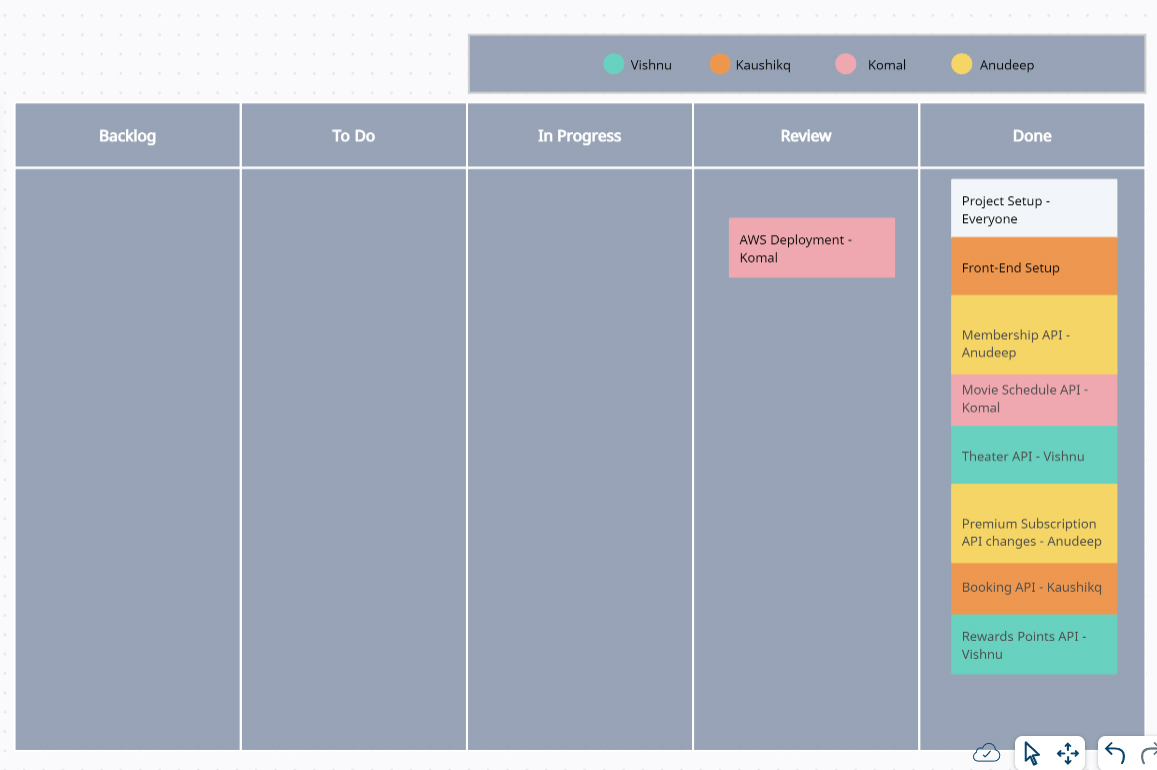 Vishnu
Kaushikq
Komal
Anudeep
Backlog
To Do
In Progress
Review
Done
AWS Deployment -
Komal
Project Setup -
Everyone
Front-End Setup
Membership API -
Anudeep
Movie Schedule API -
Komal
Theater API - Vishnu
Premium Subscription
API changes - Anudeep
Booking API - Kaushikq
Rewards Points API -
Vishnu